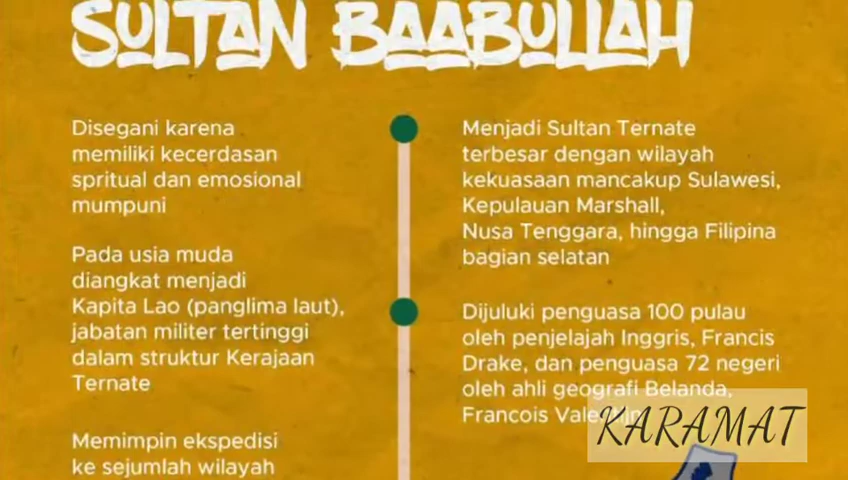 SULTAN BAABULLAH
Disegani karena
memiliki kecerdasan
spritual dan emosional
mumpuni
Pada usia muda
diangkat menjadi
Kapita Lao (panglima laut),
jabatan militer tertinggi
dalam struktur Kerajaan
Ternate
Memimpin ekspedisi
ke sejumlah wilayah
Menjadi Sultan Ternate
terbesar dengan wilayah
kekuasaan mancakup Sulawesi,
Kepulauan Marshall,
Nusa Tenggara, hingga Filipina
bagian selatan
Dijuluki penguasa 100 pulau
oleh penjelajah Inggris, Francis
Drake, dan penguasa 72 negeri
oleh ahli geografi Belanda,
Francois
KARAMAT